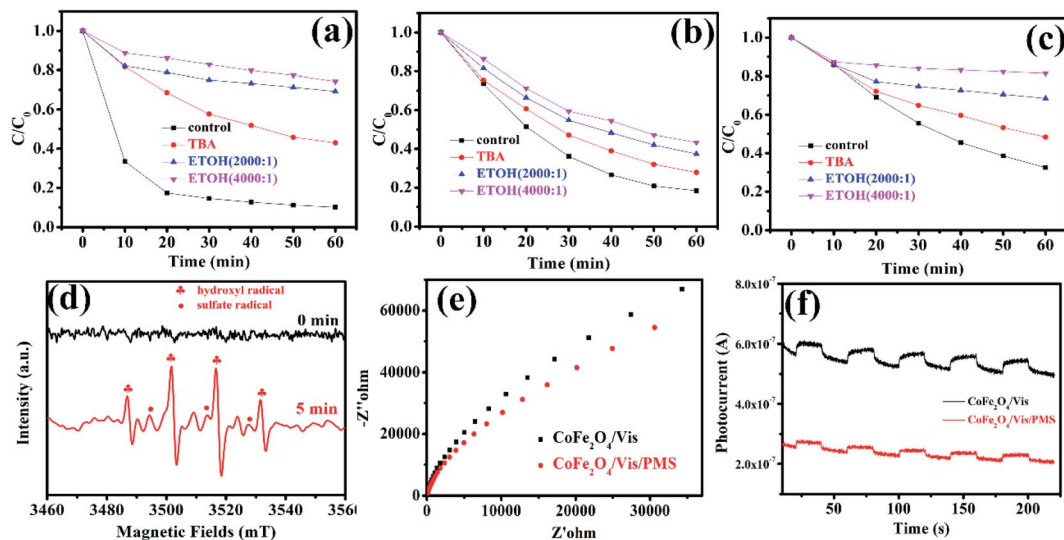 (a)
C/C0
1.0
0.8
0.6
0.4
0.2
0.0
control
TBA
ETOH(2000:1)
ETOH(4000:1)
0 10 20 30 40 50 60
Time (min)
(b)
C/C0
1.0
0.8
0.6
0.4
0.2
0.0
control
TBA
ETOH(2000:1)
ETOH(4000:1)
0 10 20 30 40 50 60
Time (min)
(c)
C/C0
1.0
0.8
0.6
0.4
0.2
0.0
control
TBA
ETOH(2000:1)
ETOH(4000:1)
0 10 20 30 40 50 60
Time (min)
(d)
♣ hydroxyl radical
• sulfate radical
0 min
5 min
Intensity (a.u.)
3460 3480 3500 3520 3540 3560
Magnetic Fields (mT)
(e)
-Z''ohm
60000
40000
20000
0
CoFe2O4/Vis
CoFe2O4/Vis/PMS
0 10000 20000 30000
Z'ohm
(f)
Photocurrent (A)
8.0x10-7
6.0x10-7
4.0x10-7
2.0x10-7
CoFe2O4/Vis
CoFe2O4/Vis/PMS
50 100 150 200
Time (s)